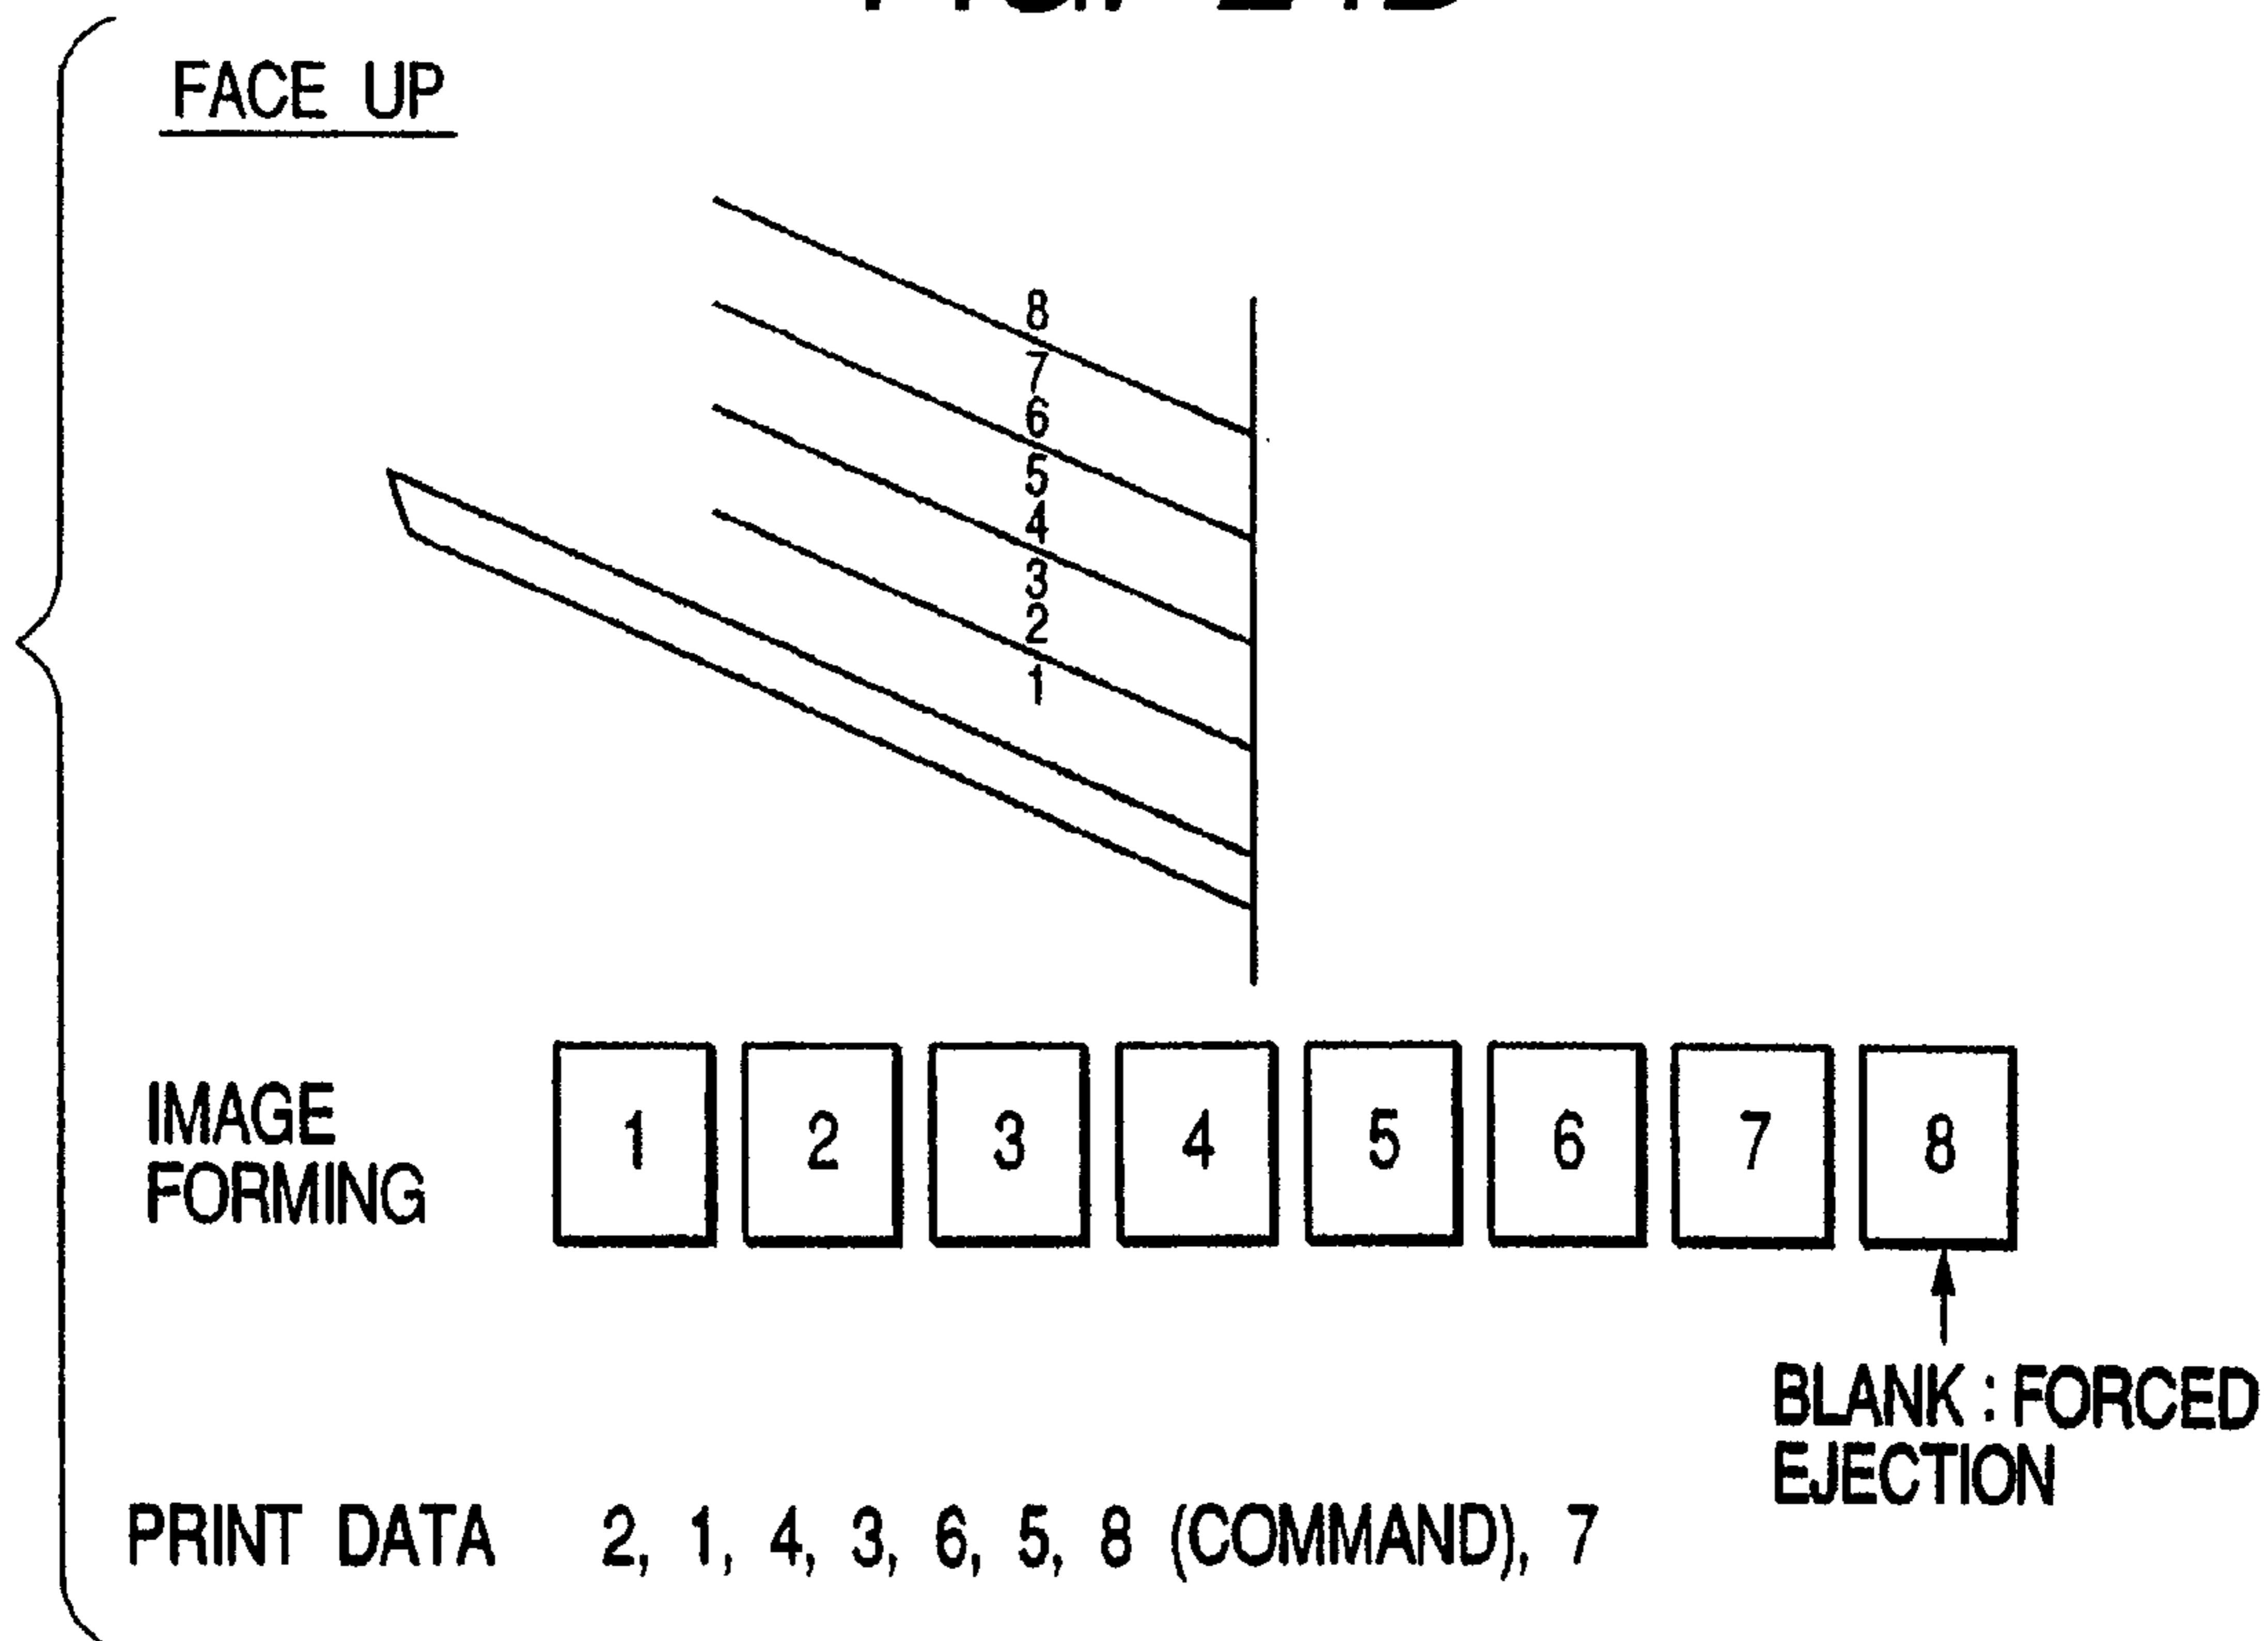 FACE UP
8
7
6
5
4
3
2
1
IMAGE
FORMING
1 2 3 4 5 6 7 8
BLANK : FORCED
EJECTION
PRINT DATA 2, 1, 4, 3, 6, 5, 8 (COMMAND), 7